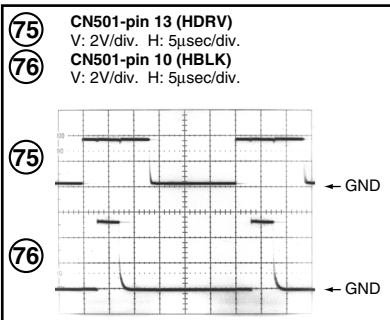 75 CN501-pin 13 (HDRV)
V: 2V/div. H: 5μsec/div.
76 CN501-pin 10 (HBLK)
V: 2V/div. H: 5μsec/div.
75
← GND
76
← GND